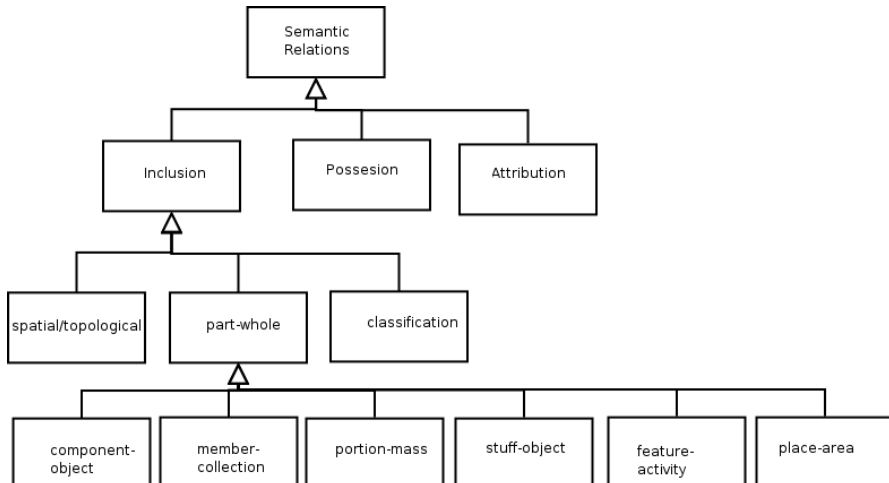 Semantic
Relations
Inclusion
Possesion
Attribution
spatial/topological
part-whole
classification
component-
object
member-
collection
portion-mass
stuff-object
feature-
activity
place-area